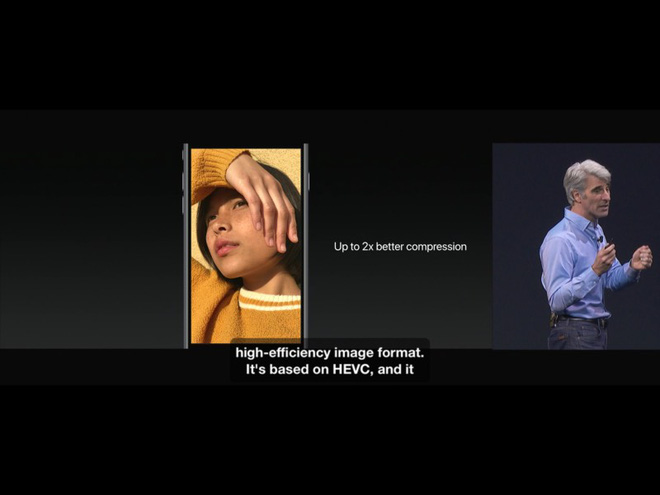 Up to 2x better compression
high-efficiency image format.
It's based on HEVC, and it